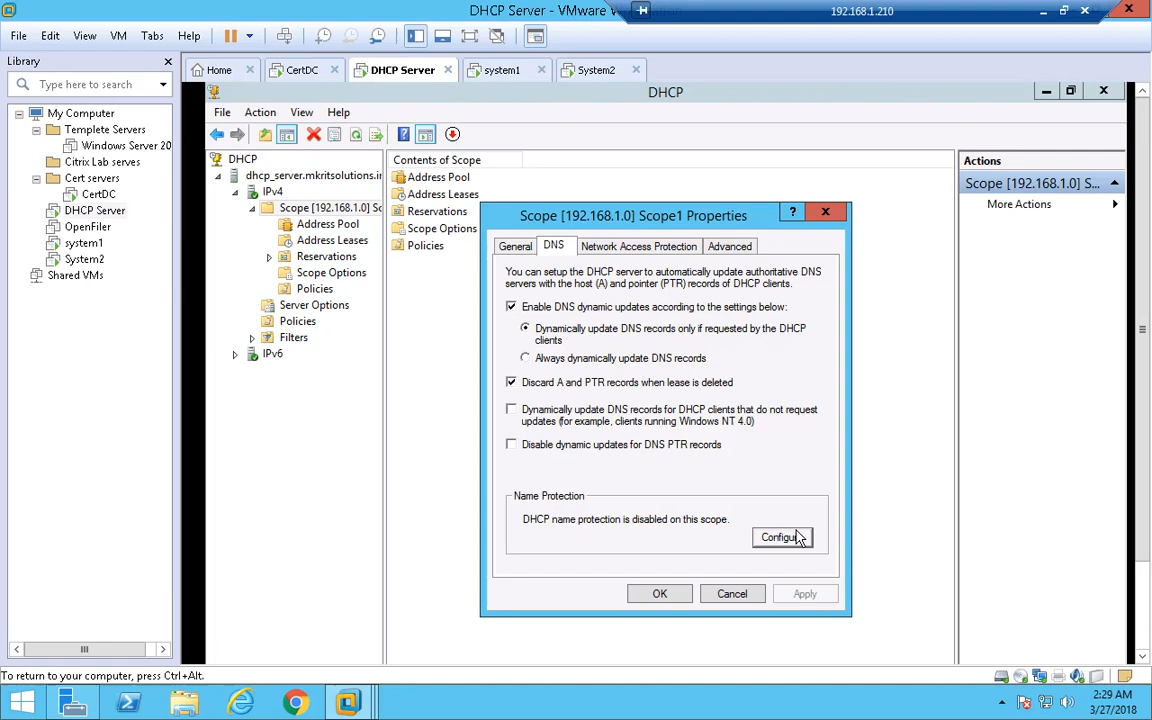 DHCP Server - VMware W
192.168.1.210
File Edit View VM Tabs Help
Library
Type here to search
Home CertDC DHCP Server system1 System2
My Computer
Template Servers
Windows Server 20
Citrix Lab serves
Cert servers
CertDC
DHCP Server
OpenFiler
system1
System2
Shared VMs
DHCP
File Action View Help
DHCP
dhcp_server.mkritsolutions.in
IPv4
Scope [192.168.1.0] Sc
Address Pool
Address Leases
Reservations
Scope Options
Policies
Server Options
Policies
Filters
IPv6
Contents of Scope
Address Pool
Address Leases
Reservations
Scope Options
Policies
Actions
Scope [192.168.1.0] S...
More Actions
Scope [192.168.1.0] Scope1 Properties
General DNS Network Access Protection Advanced
You can setup the DHCP server to automatically update authoritative DNS
servers with the host (A) and pointer (PTR) records of DHCP clients.
Enable DNS dynamic updates according to the settings below:
Dynamically update DNS records only if requested by the DHCP
clients
Always dynamically update DNS records
Discard A and PTR records when lease is deleted
Dynamically update DNS records for DHCP clients that do not request
updates (for example, clients running Windows NT 4.0)
Disable dynamic updates for DNS PTR records
Name Protection
DHCP name protection is disabled on this scope.
Configu
OK Cancel Apply
To return to your computer, press Ctrl+Alt.
2:29 AM
3/27/2018